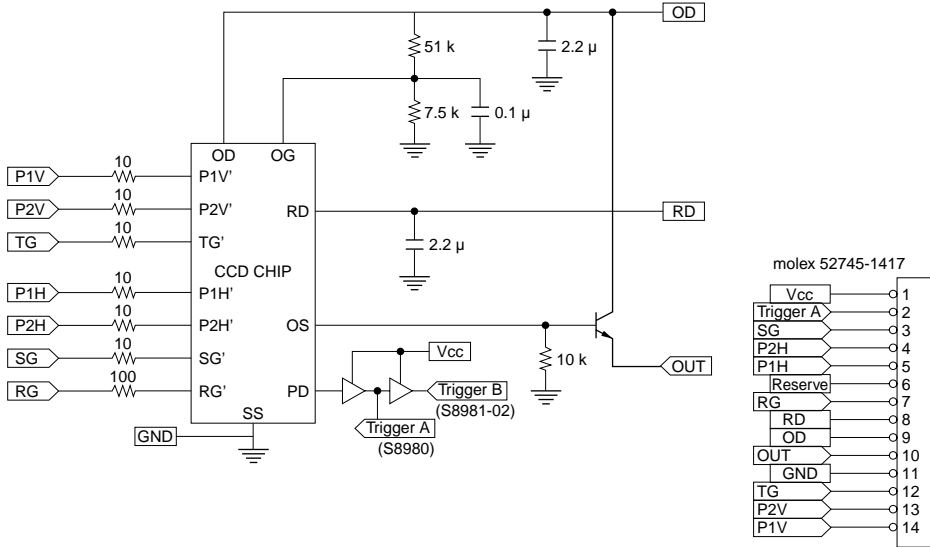 OD
51 k
2.2 µ
7.5 k
0.1 µ
OD OG
P1V 10 P1V'
P2V 10 P2V'
RD
RD
TG 10 TG'
2.2 µ
CCD CHIP
P1H 10 P1H'
P2H 10 P2H'
OS
SG 10 SG'
10 k
OUT
Vcc
RG 100 RG'
PD
Trigger B
(S8981-02)
SS
GND
Trigger A
(S8980)
molex 52745-1417
Vcc 1
Trigger A 2
SG 3
P2H 4
P1H 5
Reserve 6
RG 7
RD 8
OD 9
OUT 10
GND 11
TG 12
P2V 13
P1V 14